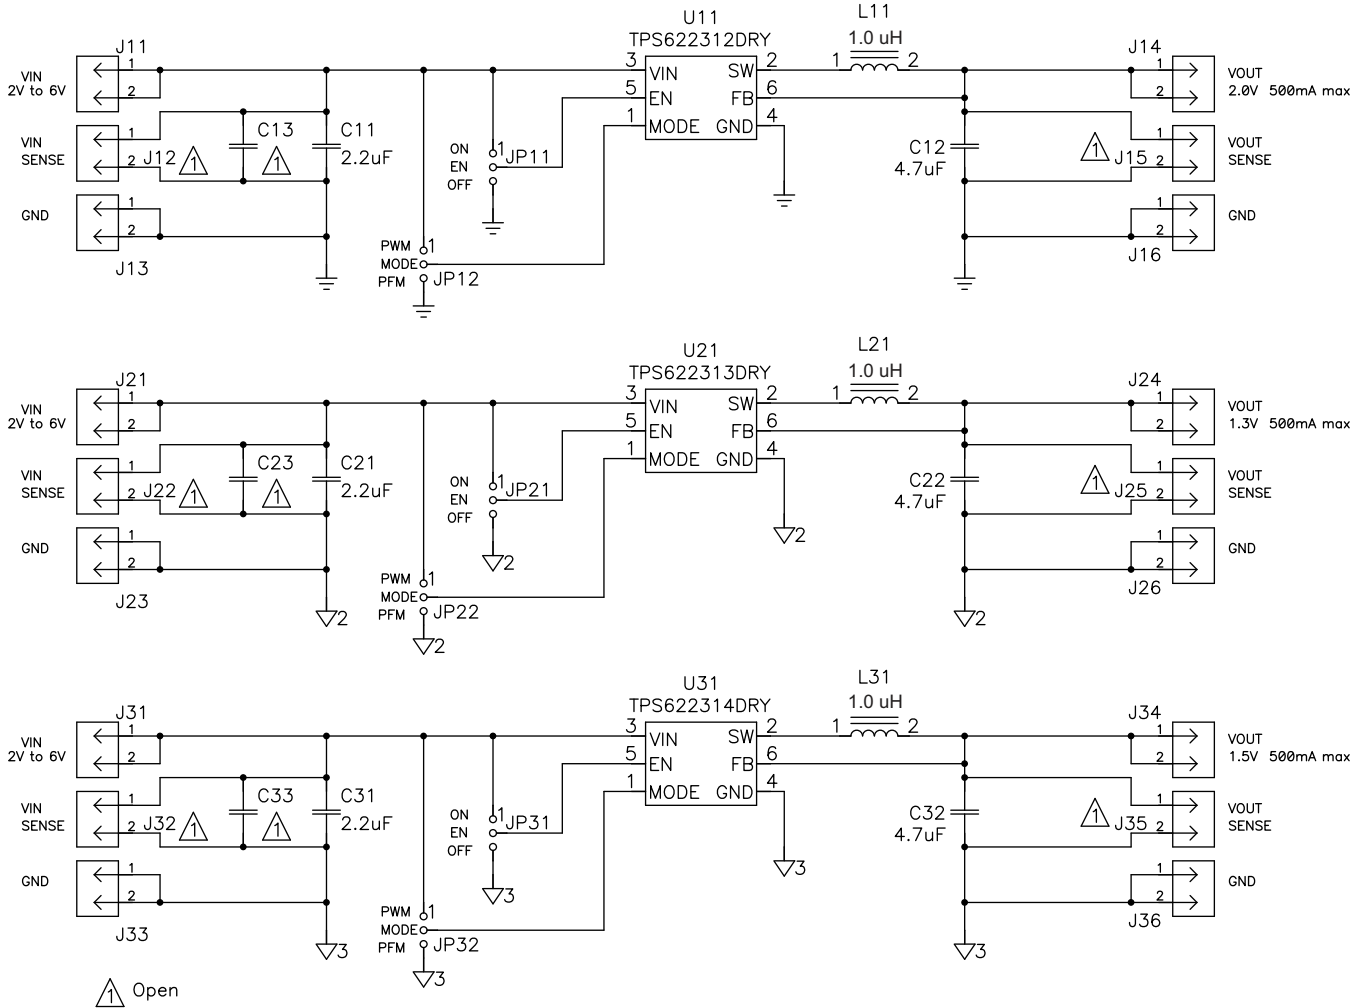 U11
TPS622312DRY
L11
1.0 uH
J11
VIN
2V to 6V
1
2
VIN
SENSE
1
2
J12
1
C13
1
C11
2.2uF
GND
1
2
J13
ON
EN
OFF
1
JP11
PWM
MODE
PFM
1
JP12
3
VIN
5
EN
1
MODE
SW
2
FB
6
GND
4
1
2
C12
4.7uF
J14
1
2
VOUT
2.0V 500mA max
1
1
2
J15
VOUT
SENSE
1
2
J16
GND
U21
TPS622313DRY
L21
1.0 uH
J21
VIN
2V to 6V
1
2
VIN
SENSE
1
2
J22
1
C23
1
C21
2.2uF
GND
1
2
J23
2
ON
EN
OFF
1
JP21
2
PWM
MODE
PFM
1
JP22
2
3
VIN
5
EN
1
MODE
SW
2
FB
6
GND
4
2
1
2
C22
4.7uF
2
J24
1
2
VOUT
1.3V 500mA max
1
1
2
J25
VOUT
SENSE
1
2
J26
GND
U31
TPS622314DRY
L31
1.0 uH
J31
VIN
2V to 6V
1
2
VIN
SENSE
1
2
J32
1
C33
1
C31
2.2uF
GND
1
2
J33
3
ON
EN
OFF
1
JP31
3
PWM
MODE
PFM
1
JP32
3
3
VIN
5
EN
1
MODE
SW
2
FB
6
GND
4
3
1
2
C32
4.7uF
3
J34
1
2
VOUT
1.5V 500mA max
1
1
2
J35
VOUT
SENSE
1
2
J36
GND
1 Open